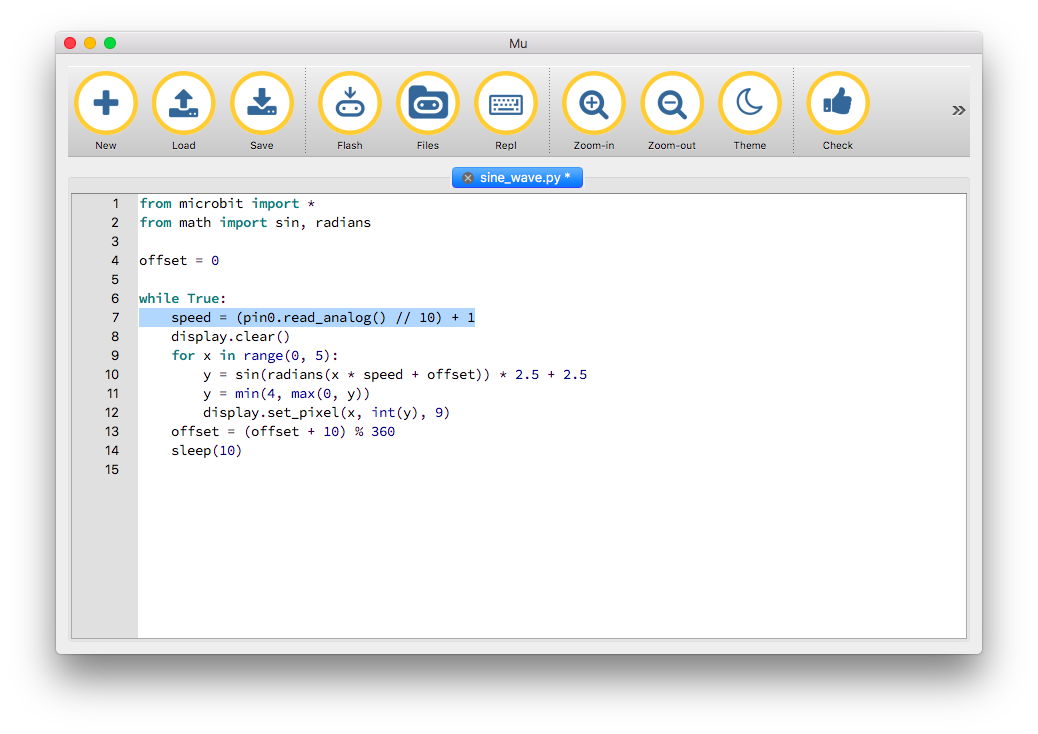 Mu
New Load Save Flash Files Repl Zoom-in Zoom-out Theme Check »
sine_wave.py *
1 from microbit import *
2 from math import sin, radians
3
4 offset = 0
5
6 while True:
7     speed = (pin0.read_analog() // 10) + 1
8     display.clear()
9     for x in range(0, 5):
10         y = sin(radians(x * speed + offset)) * 2.5 + 2.5
11         y = min(4, max(0, y))
12         display.set_pixel(x, int(y), 9)
13     offset = (offset + 10) % 360
14     sleep(10)
15